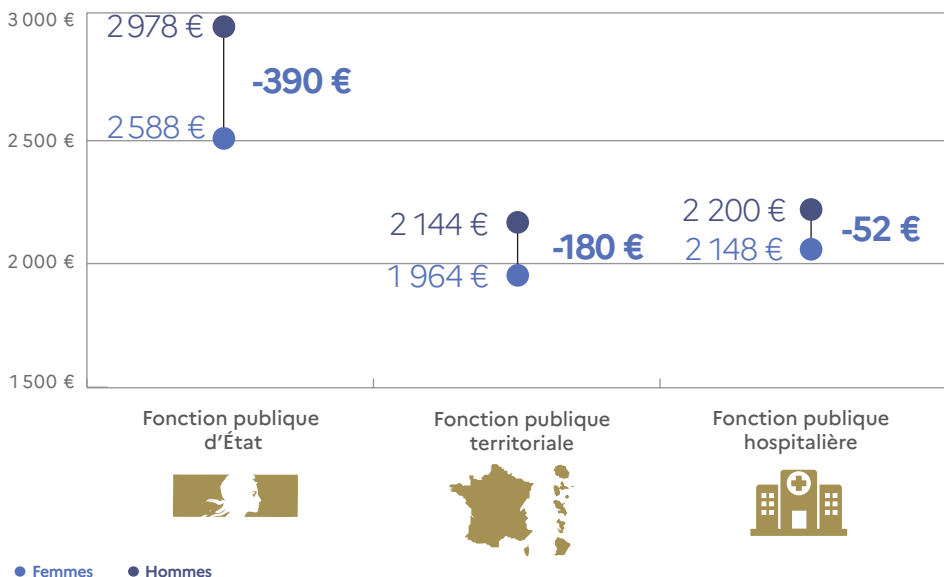 3 000 €
2 978 €
-390 €
2 588 €
2 500 €
2 144 €
-180 €
1 964 €
2 200 €
-52 €
2 148 €
2 000 €
1 500 €
Fonction publique
d'État
Fonction publique
territoriale
Fonction publique
hospitalière
Femmes
Hommes